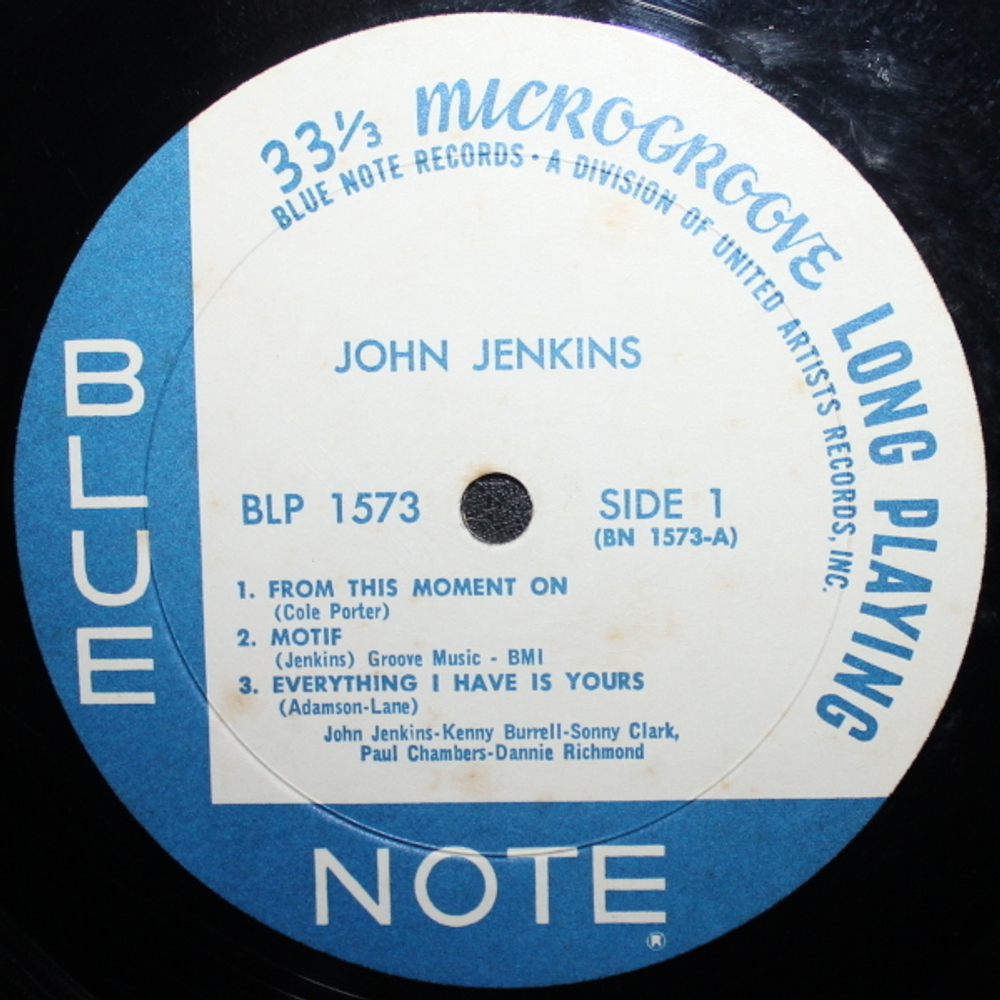 33⅓ MICROGROOVE LONG PLAYING
BLUE NOTE RECORDS · A DIVISION OF UNITED ARTISTS RECORDS, INC.
JOHN JENKINS
BLP 1573
SIDE 1
(BN 1573-A)
1. FROM THIS MOMENT ON
(Cole Porter)
2. MOTIF
(Jenkins) Groove Music - BMI
3. EVERYTHING I HAVE IS YOURS
(Adamson-Lane)
John Jenkins-Kenny Burrell-Sonny Clark,
Paul Chambers-Dannie Richmond
BLUE
NOTE
®